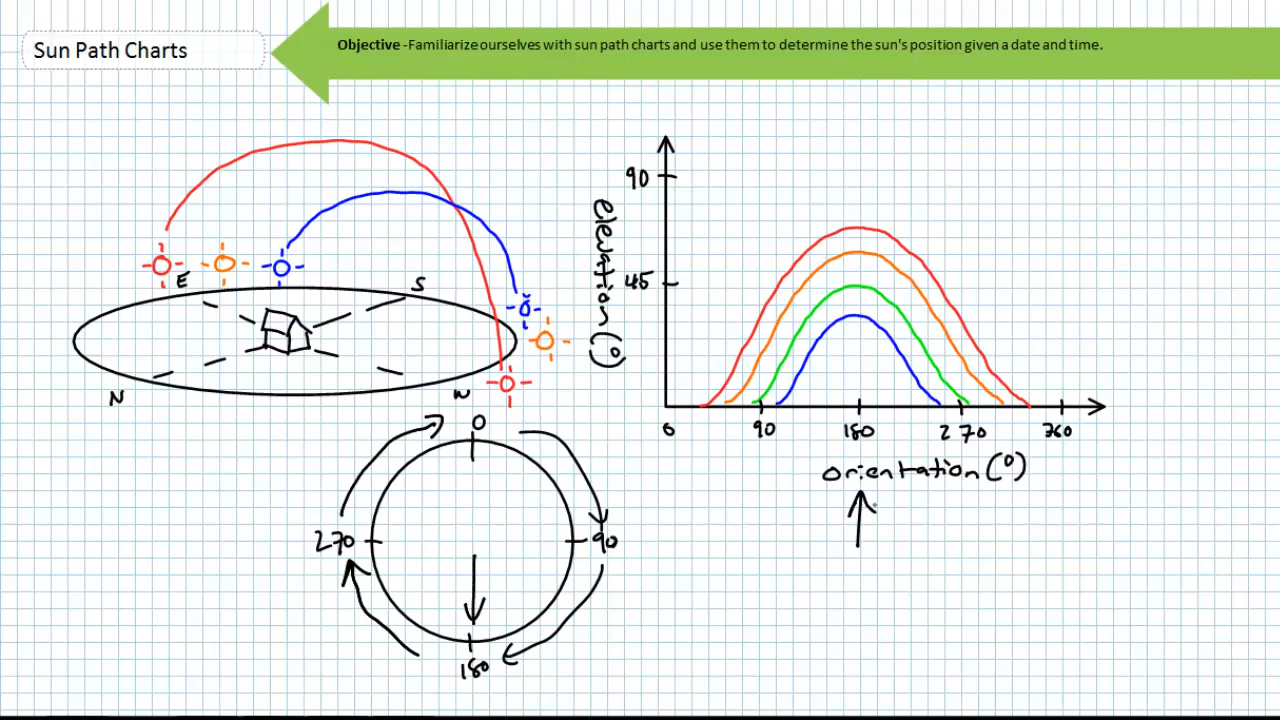 Sun Path Charts
Objective - Familiarize ourselves with sun path charts and use them to determine the sun's position given a date and time.
E
S
N
W
90
45
elevation (°)
0
90
180
270
360
orientation (°)
0
270
90
180